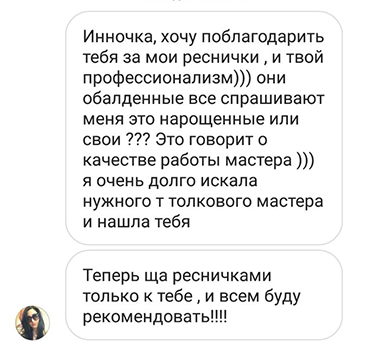 Инночка, хочу поблагодарить
тебя за мои реснички , и твой
профессионализм))) они
обалденные все спрашивают
меня это нарощенные или
свои ??? Это говорит о
качестве работы мастера )))
я очень долго искала
нужного т толкового мастера
и нашла тебя
Теперь ща ресничками
только к тебе , и всем буду
рекомендовать!!!!